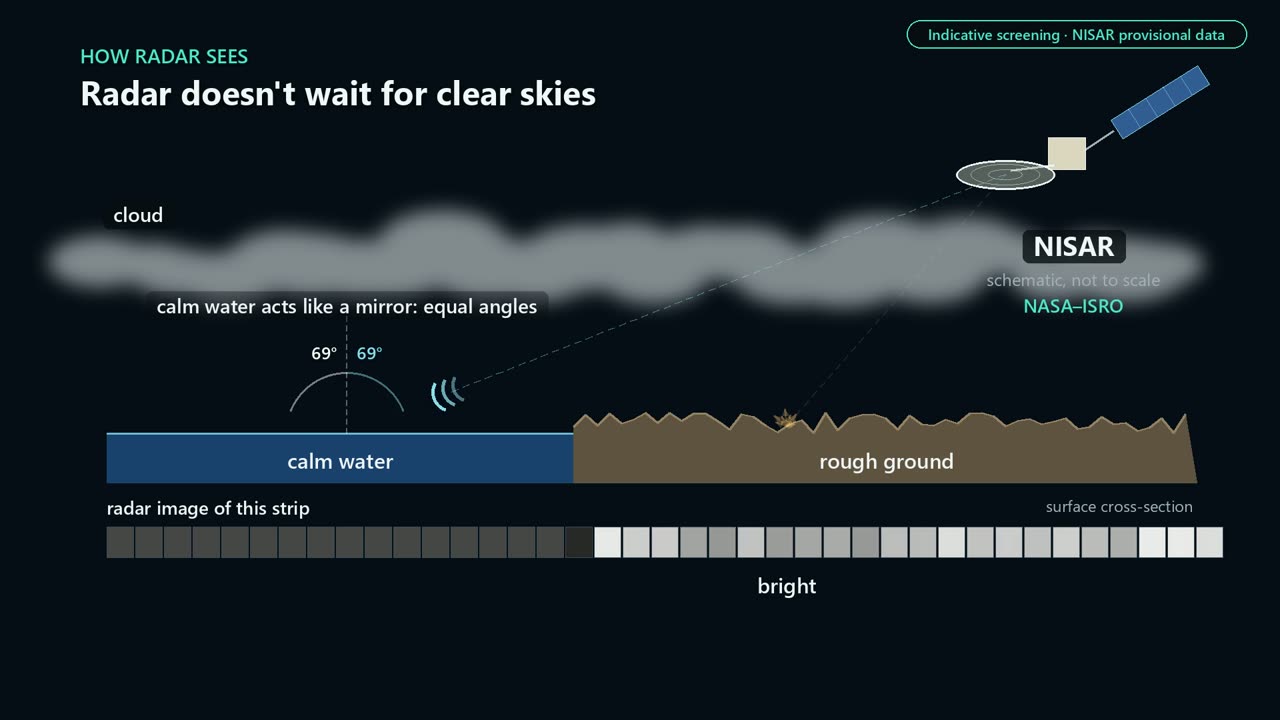 Indicative screening · NISAR provisional data
HOW RADAR SEES
Radar doesn't wait for clear skies
cloud
NISAR
schematic, not to scale
NASA–ISRO
calm water acts like a mirror: equal angles
69° 69°
calm water
rough ground
radar image of this strip
surface cross-section
bright